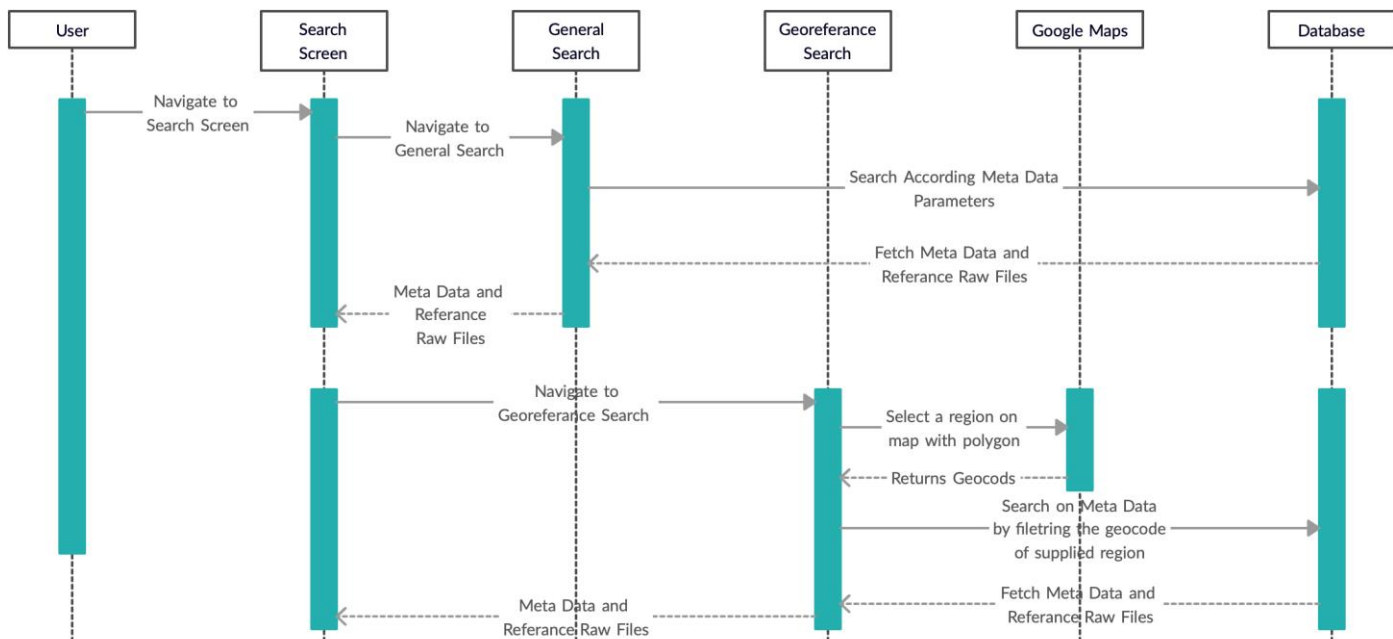 User
Search
Screen
General
Search
Georeferance
Search
Google Maps
Database
Navigate to
Search Screen
Navigate to
General Search
Search According Meta Data
Parameters
Fetch Meta Data and
Referance Raw Files
Meta Data and
Referance
Raw Files
Navigate to
Georeferance Search
Select a region on
map with polygon
Returns Geocods
Search on Meta Data
by filetring the geocode
of supplied region
Fetch Meta Data and
Referance Raw Files
Meta Data and
Referance Raw Files